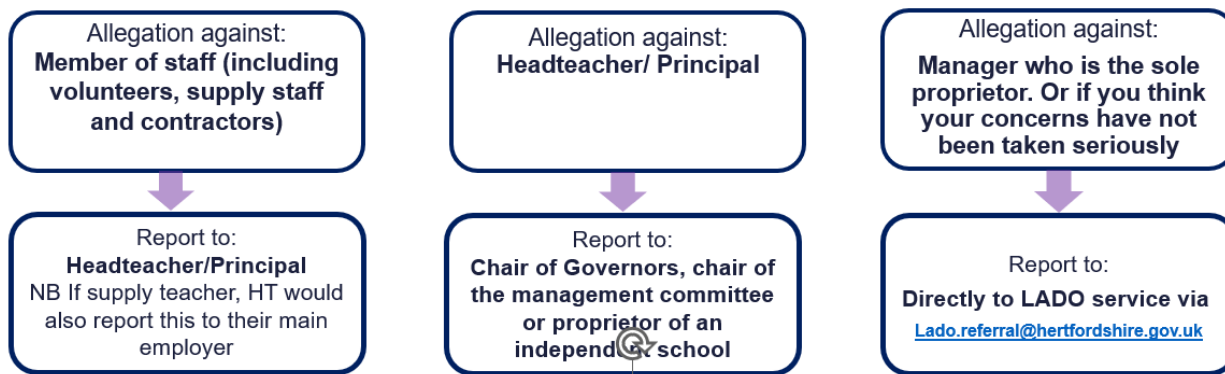 Allegation against:
Member of staff (including
volunteers, supply staff
and contractors)
Report to:
Headteacher/Principal
NB If supply teacher, HT would
also report this to their main
employer
Allegation against:
Headteacher/ Principal
Report to:
Chair of Governors, chair of
the management committee
or proprietor of an
independent school
Allegation against:
Manager who is the sole
proprietor. Or if you think
your concerns have not
been taken seriously
Report to:
Directly to LADO service via
Lado.referral@hertfordshire.gov.uk